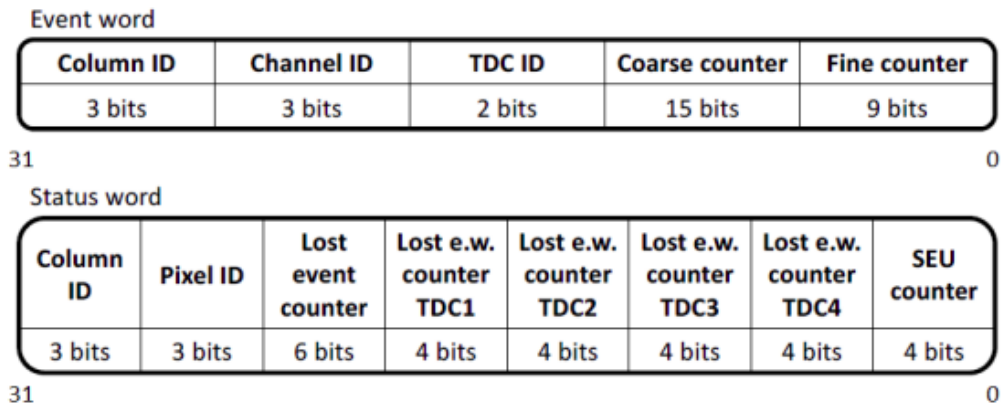 Event word
Column ID Channel ID TDC ID Coarse counter Fine counter
3 bits 3 bits 2 bits 15 bits 9 bits
31 0
Status word
Column ID Pixel ID Lost event counter Lost e.w. counter TDC1 Lost e.w. counter TDC2 Lost e.w. counter TDC3 Lost e.w. counter TDC4 SEU counter
3 bits 3 bits 6 bits 4 bits 4 bits 4 bits 4 bits 4 bits
31 0